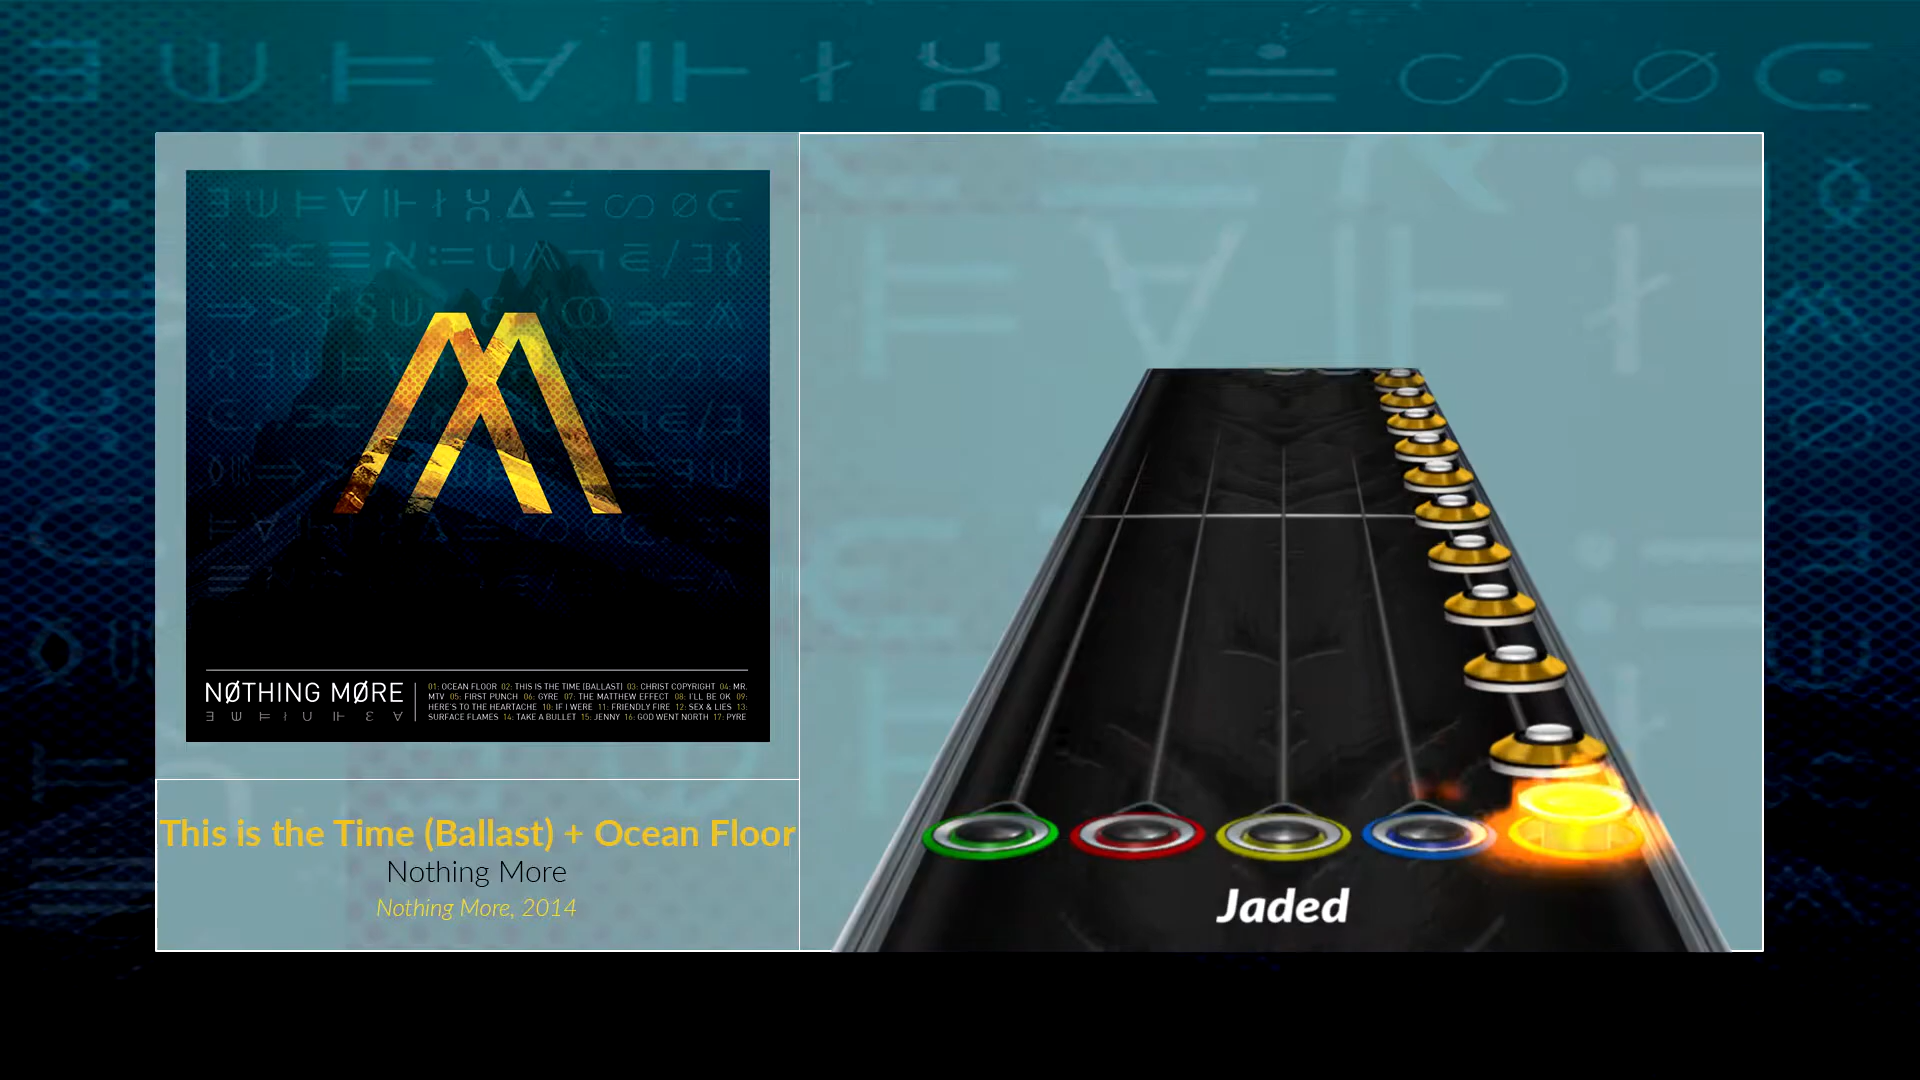 NØTHING MØRE
01: OCEAN FLOOR 02: THIS IS THE TIME (BALLAST) 03: CHRIST COPYRIGHT 04: MR.
MTV 05: FIRST PUNCH 06: GYRE 07: THE MATTHEW EFFECT 08: I'LL BE OK 09:
HERE'S TO THE HEARTACHE 10: IF I WERE 11: FRIENDLY FIRE 12: SEX & LIES 13:
SURFACE FLAMES 14: TAKE A BULLET 15: JENNY 16: GOD WENT NORTH 17: PYRE
This is the Time (Ballast) + Ocean Floor
Nothing More
Nothing More, 2014
Jaded